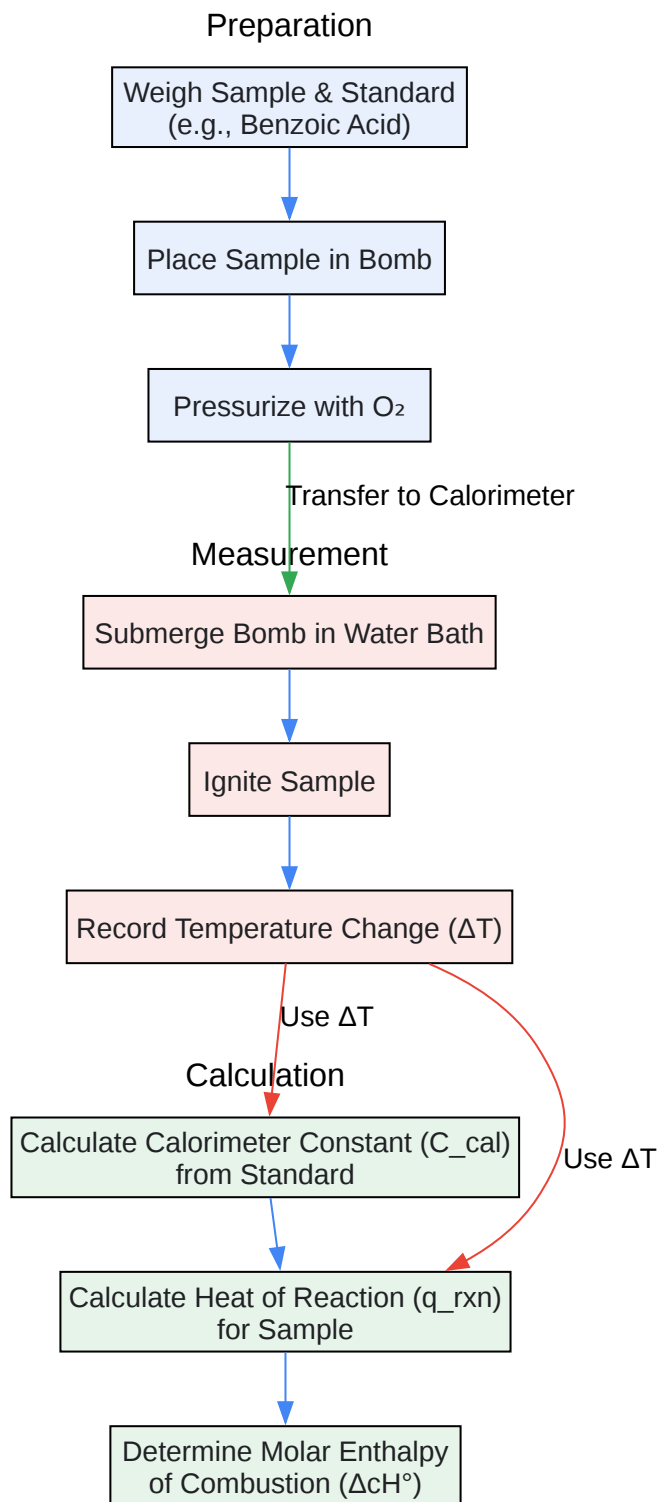 Preparation
Weigh Sample & Standard
(e.g., Benzoic Acid)
Place Sample in Bomb
Pressurize with O₂
Transfer to Calorimeter
Measurement
Submerge Bomb in Water Bath
Ignite Sample
Record Temperature Change (ΔT)
Use ΔT
Calculation
Calculate Calorimeter Constant (C_cal)
from Standard
Use ΔT
Calculate Heat of Reaction (q_rxn)
for Sample
Determine Molar Enthalpy
of Combustion (ΔcH°)